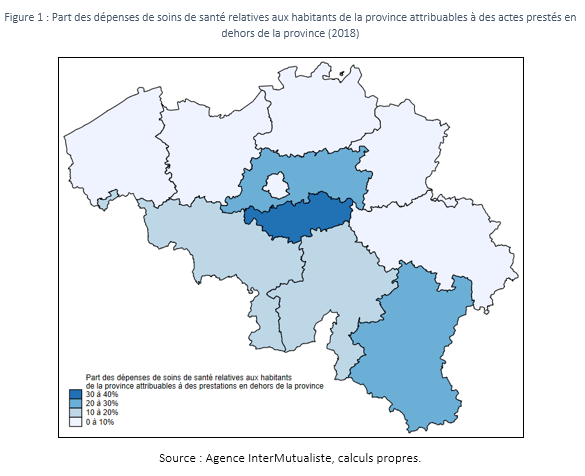 Figure 1 : Part des dépenses de soins de santé relatives aux habitants de la province attribuables à des actes prestés en
dehors de la province (2018)
Part des dépenses de soins de santé relatives aux habitants
de la province attribuables á des prestations en dehors de la province
30 à 40%
20 à 30%
10 à 20%
0 à 10%
Source : Agence InterMutualiste, calculs propres.